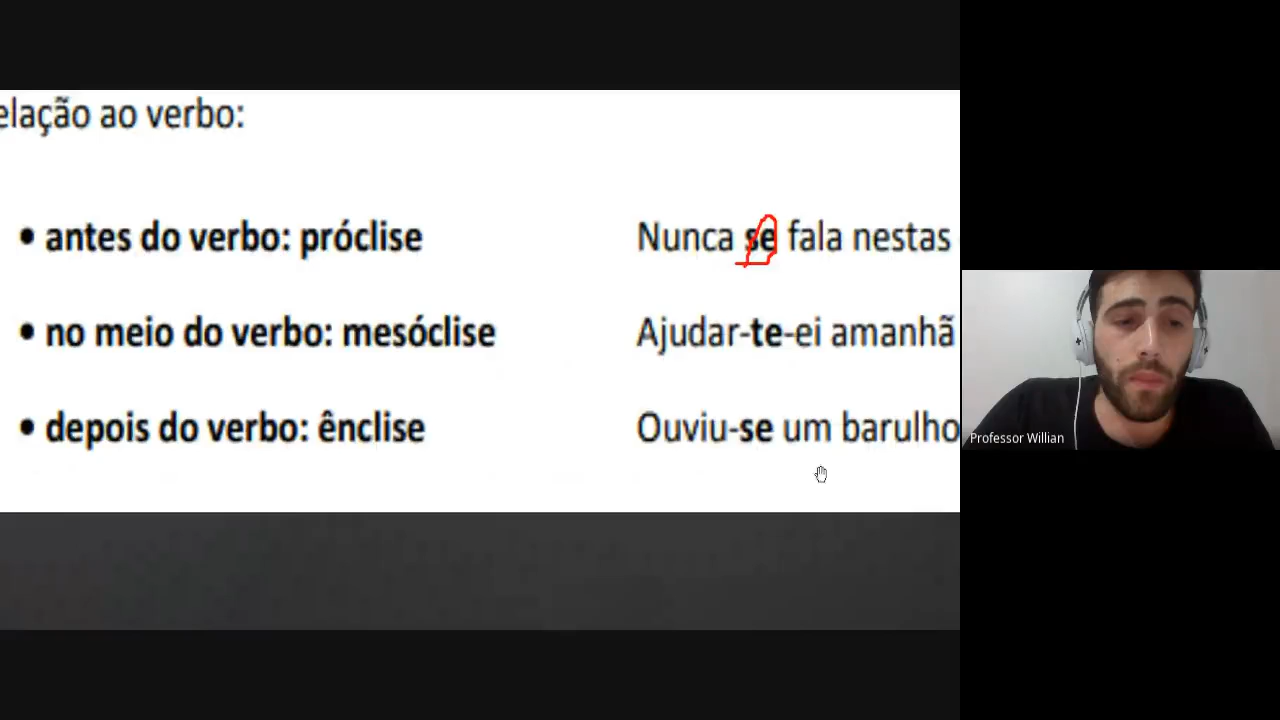 elação ao verbo:
• antes do verbo: próclise Nunca se fala nestas
• no meio do verbo: mesóclise Ajudar-te-ei amanhã
• depois do verbo: ênclise Ouviu-se um barulho
Professor Willian